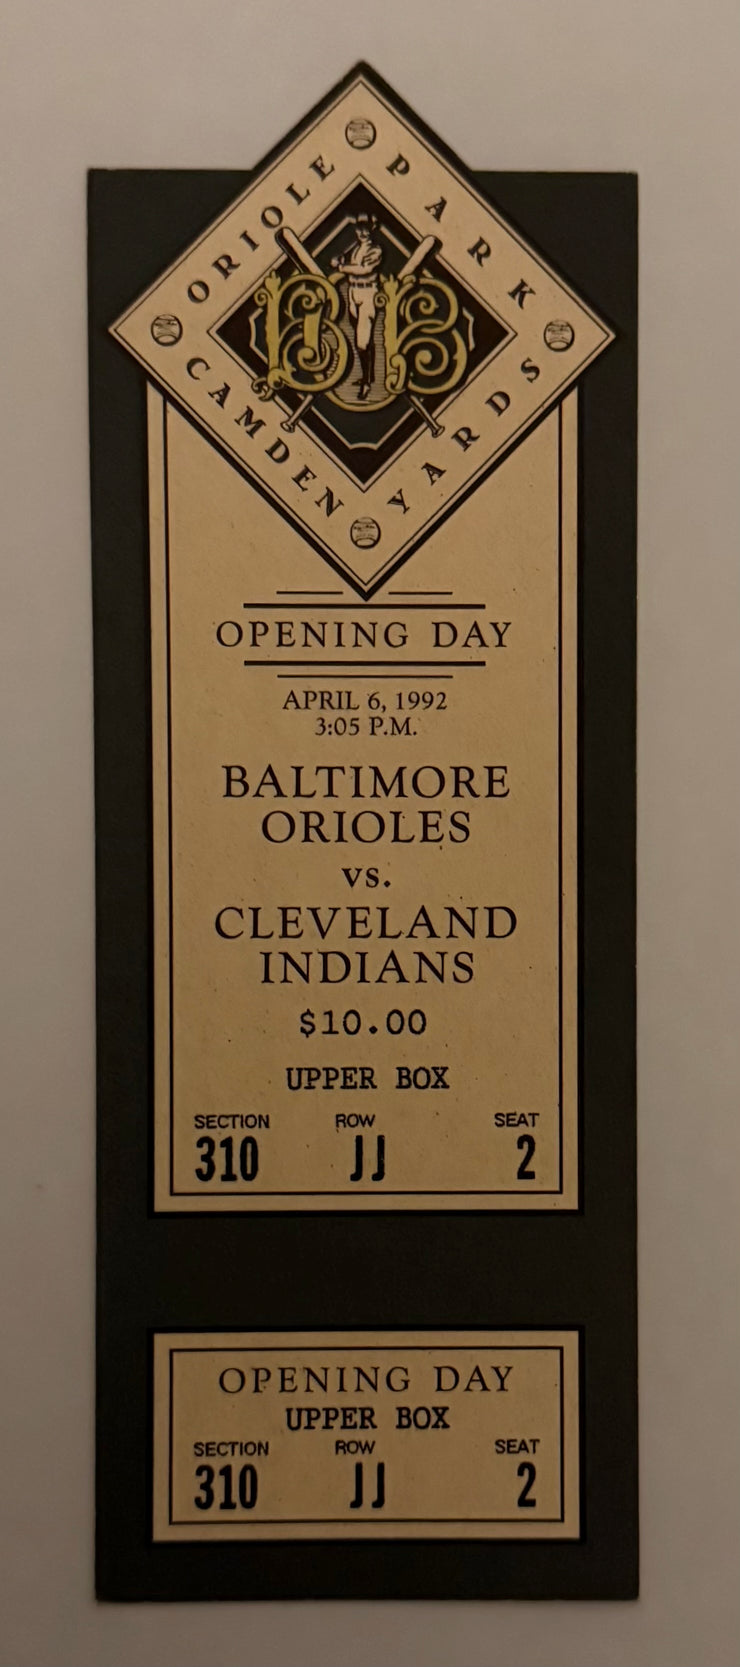 ORIOLE PARK
CAMDEN YARDS
BB
OPENING DAY
APRIL 6, 1992
3:05 P.M.
BALTIMORE
ORIOLES
vs.
CLEVELAND
INDIANS
$10.00
UPPER BOX
SECTION ROW SEAT
310 JJ 2
OPENING DAY
UPPER BOX
SECTION ROW SEAT
310 JJ 2